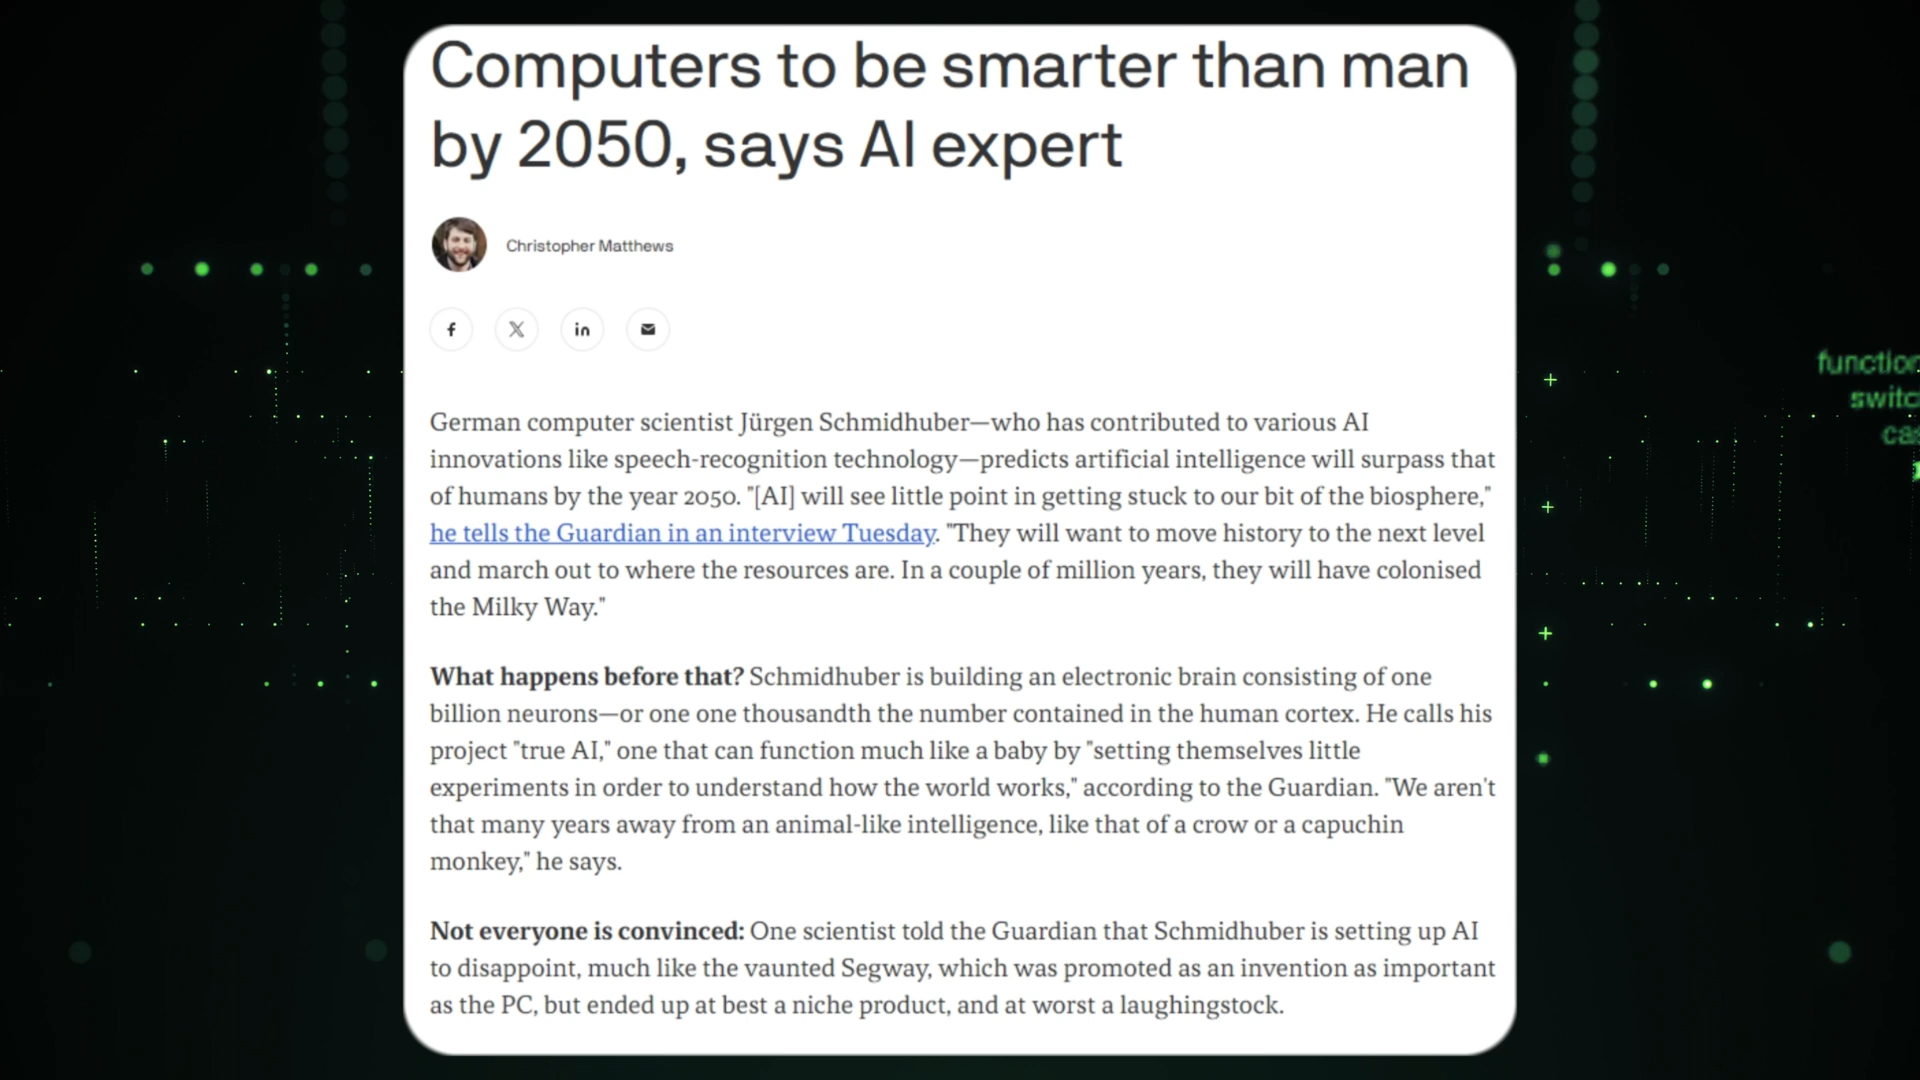 Computers to be smarter than man
by 2050, says AI expert
Christopher Matthews
German computer scientist Jürgen Schmidhuber—who has contributed to various AI
innovations like speech-recognition technology—predicts artificial intelligence will surpass that
of humans by the year 2050. "[AI] will see little point in getting stuck to our bit of the biosphere,"
he tells the Guardian in an interview Tuesday. "They will want to move history to the next level
and march out to where the resources are. In a couple of million years, they will have colonised
the Milky Way."
What happens before that? Schmidhuber is building an electronic brain consisting of one
billion neurons—or one one thousandth the number contained in the human cortex. He calls his
project "true AI," one that can function much like a baby by "setting themselves little
experiments in order to understand how the world works," according to the Guardian. "We aren't
that many years away from an animal-like intelligence, like that of a crow or a capuchin
monkey," he says.
Not everyone is convinced: One scientist told the Guardian that Schmidhuber is setting up AI
to disappoint, much like the vaunted Segway, which was promoted as an invention as important
as the PC, but ended up at best a niche product, and at worst a laughingstock.